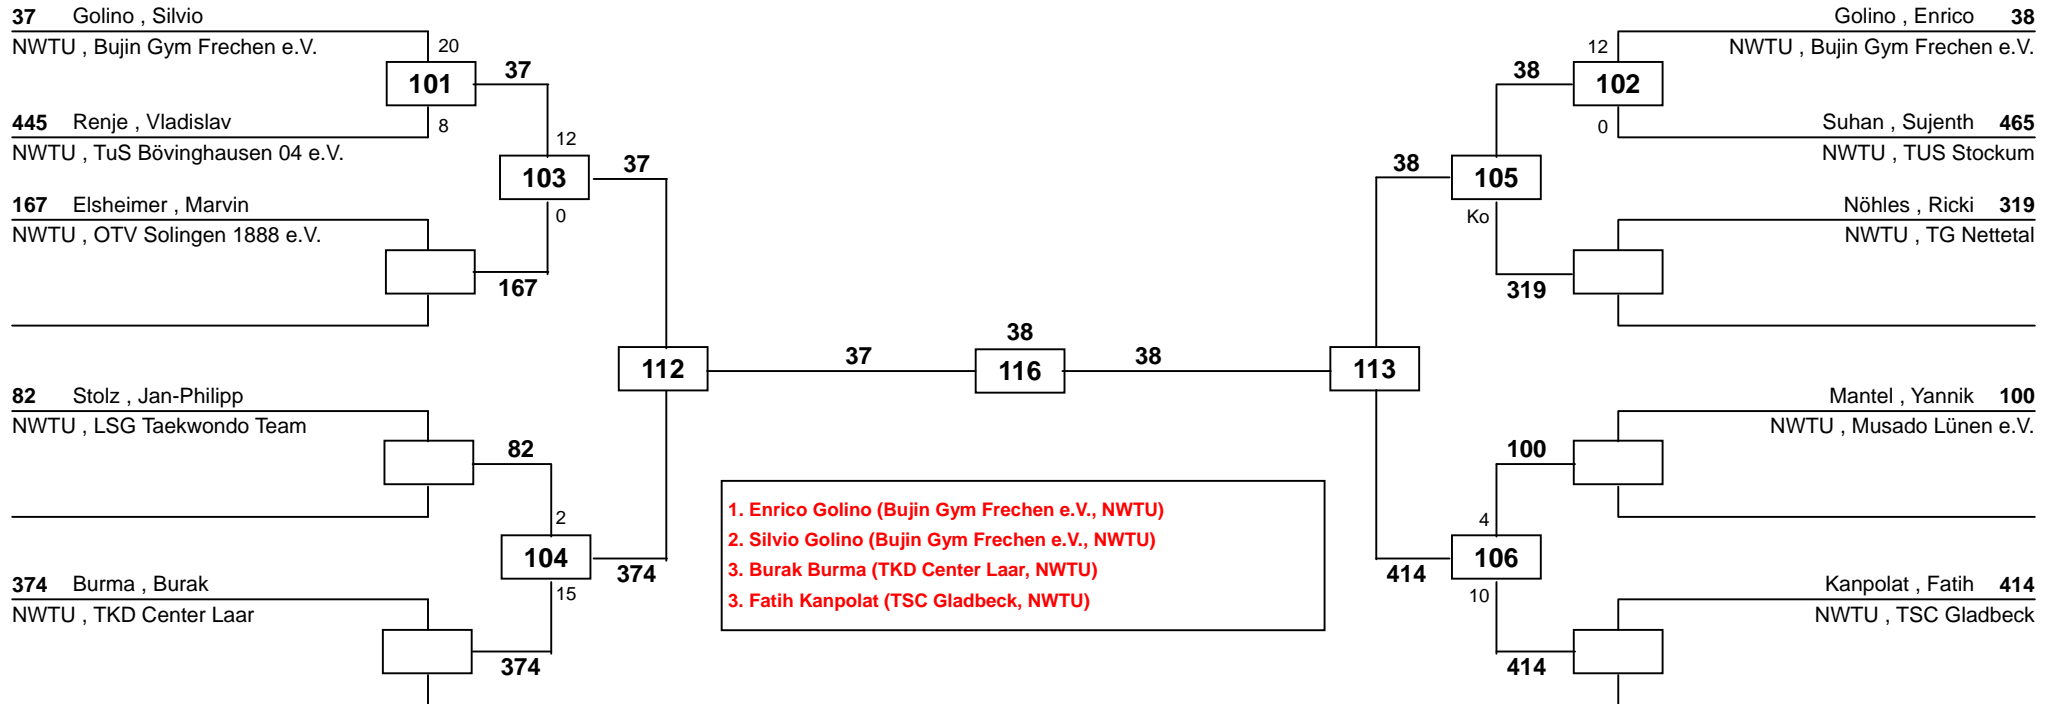 37 Golino , Silvio
NWTU , Bujin Gym Frechen e.V.
20
101
37
445 Renje , Vladislav
8
NWTU , TuS Bövinghausen 04 e.V.
12
103
37
167 Elsheimer , Marvin
0
NWTU , OTV Solingen 1888 e.V.
167
112
37
82 Stolz , Jan-Philipp
NWTU , LSG Taekwondo Team
82
2
104
374
374 Burma , Burak
15
NWTU , TKD Center Laar
374
38
116
38
1. Enrico Golino (Bujin Gym Frechen e.V., NWTU)
2. Silvio Golino (Bujin Gym Frechen e.V., NWTU)
3. Burak Burma (TKD Center Laar, NWTU)
3. Fatih Kanpolat (TSC Gladbeck, NWTU)
Golino , Enrico 38
12
NWTU , Bujin Gym Frechen e.V.
38
102
Suhan , Sujenth 465
0
NWTU , TUS Stockum
38
105
Nöhles , Ricki 319
Ko
NWTU , TG Nettetal
319
113
Mantel , Yannik 100
NWTU , Musado Lünen e.V.
100
4
106
414
Kanpolat , Fatih 414
10
NWTU , TSC Gladbeck
414